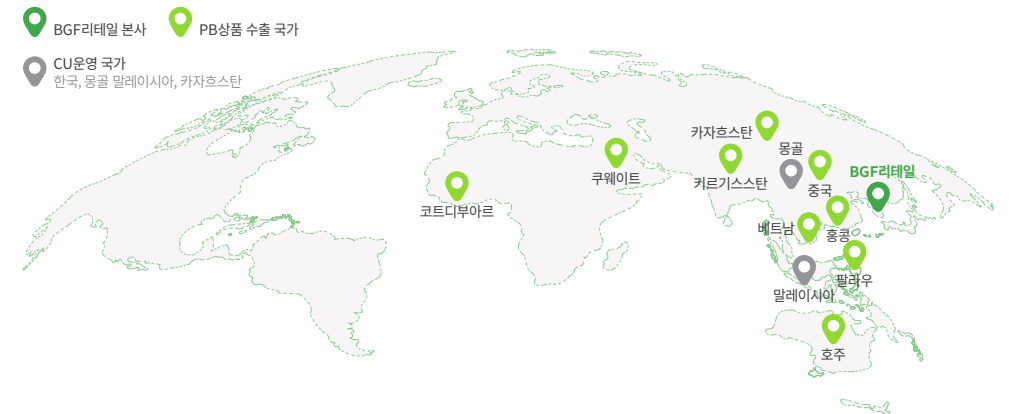 BGF리테일 본사
PB상품 수출 국가
CU운영 국가
한국, 몽골 말레이시아, 카자흐스탄
카자흐스탄
몽골
키르기스스탄
중국
BGF리테일
쿠웨이트
코트디부아르
베트남
홍콩
팔라우
말레이시아
호주